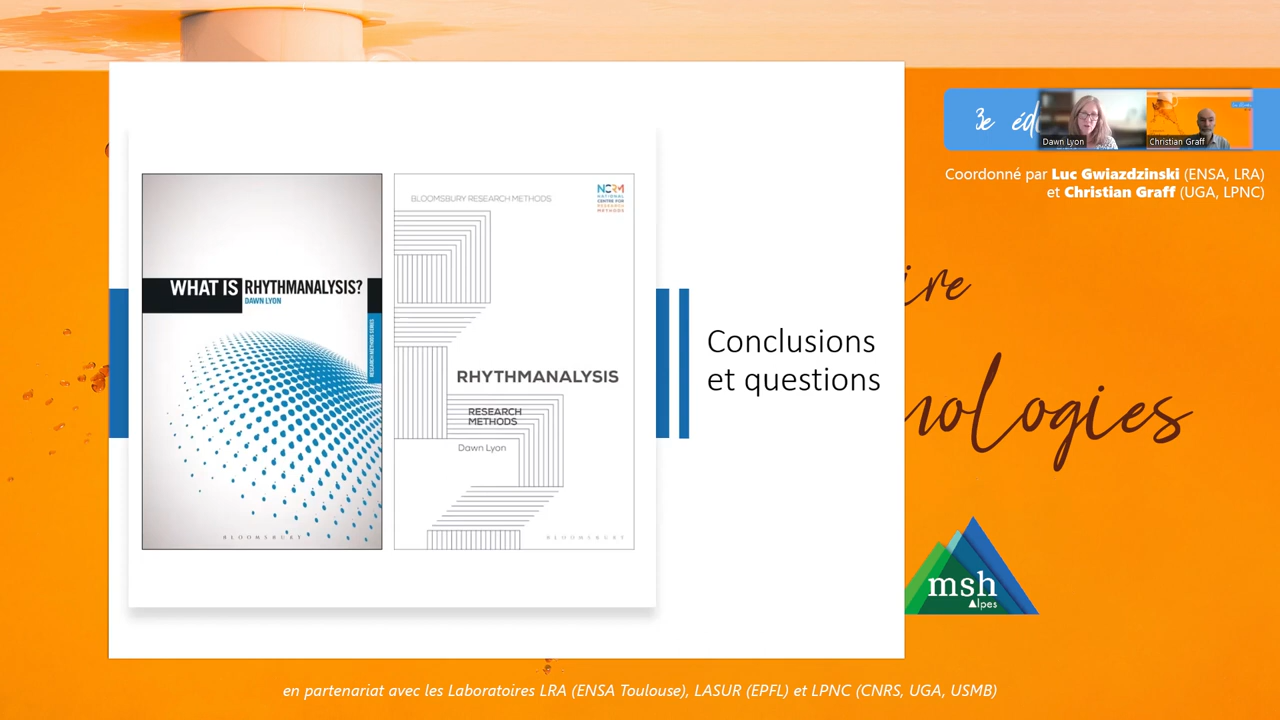 3e éd
Dawn Lyon
Christian Graff
Coordonné par Luc Gwiazdzinski (ENSA, LRA)
et Christian Graff (UGA, LPNC)
ire
nologies
WHAT IS RHYTHMANALYSIS?
DAWN LYON
RESEARCH METHODS SERIES
BLOOMSBURY
BLOOMSBURY RESEARCH METHODS
NCRM
NATIONAL
CENTRE FOR
RESEARCH
METHODS
RHYTHMANALYSIS
RESEARCH
METHODS
Dawn Lyon
BLOOMSBURY
Conclusions
et questions
msh
Alpes
en partenariat avec les Laboratoires LRA (ENSA Toulouse), LASUR (EPFL) et LPNC (CNRS, UGA, USMB)